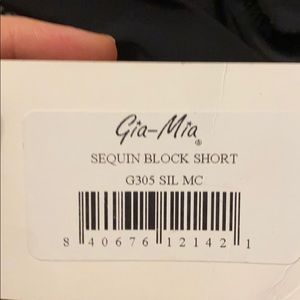 Gia-Mia®
SEQUIN BLOCK SHORT
G305 SIL MC
8 40676 12142 1